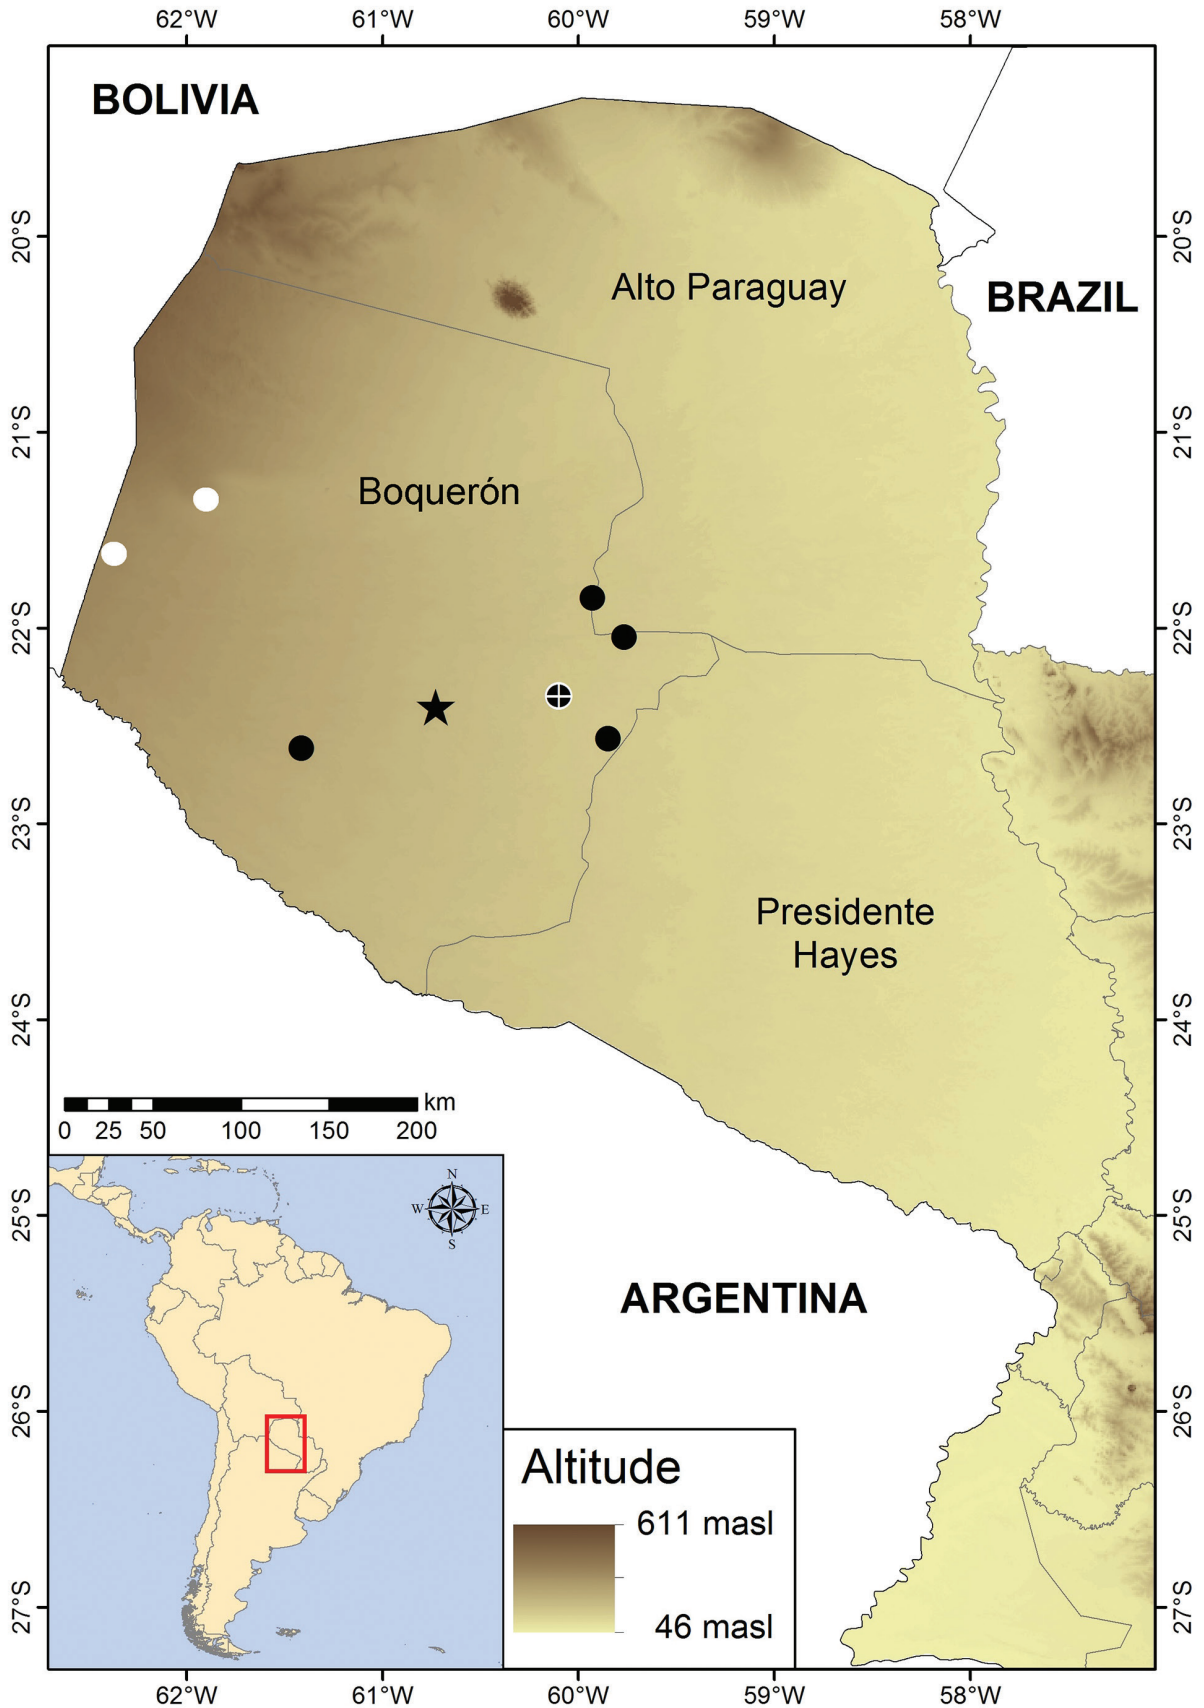 62°W 61°W 60°W 59°W 58°W
BOLIVIA
20°S 20°S
Alto Paraguay
BRAZIL
21°S 21°S
Boquerón
22°S 22°S
23°S 23°S
Presidente
Hayes
24°S 24°S
km
0 25 50 100 150 200
N
W E
S
25°S 25°S
ARGENTINA
26°S 26°S
Altitude
611 masl
46 masl
27°S 27°S
62°W 61°W 60°W 59°W 58°W